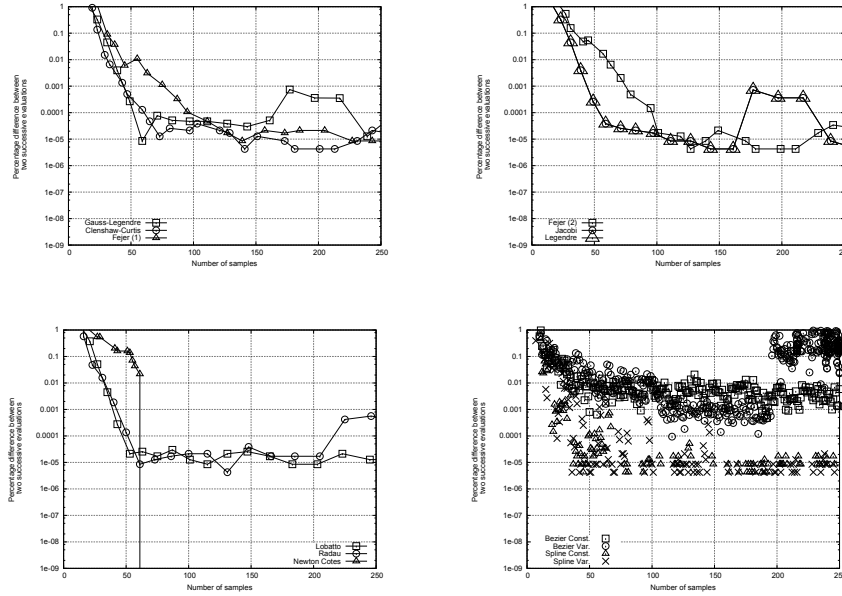 Percentage difference between
two successive evaluations
1
0.1
0.01
0.001
0.0001
1e-05
1e-06
1e-07
1e-08
1e-09
Gauss-Legendre
Clenshaw-Curtis
Fejer (1)
0 50 100 150 200 250
Number of samples
Percentage difference between
two successive evaluations
1
0.1
0.01
0.001
0.0001
1e-05
1e-06
1e-07
1e-08
1e-09
Fejer (2)
Jacobi
Legendre
0 50 100 150 200 250
Number of samples
Percentage difference between
two successive evaluations
1
0.1
0.01
0.001
0.0001
1e-05
1e-06
1e-07
1e-08
1e-09
Lobatto
Radau
Newton Cotes
0 50 100 150 200 250
Number of samples
Percentage difference between
two successive evaluations
1
0.1
0.01
0.001
0.0001
1e-05
1e-06
1e-07
1e-08
1e-09
Bezier Const.
Bezier Var.
Spline Const.
Spline Var.
0 50 100 150 200 250
Number of samples